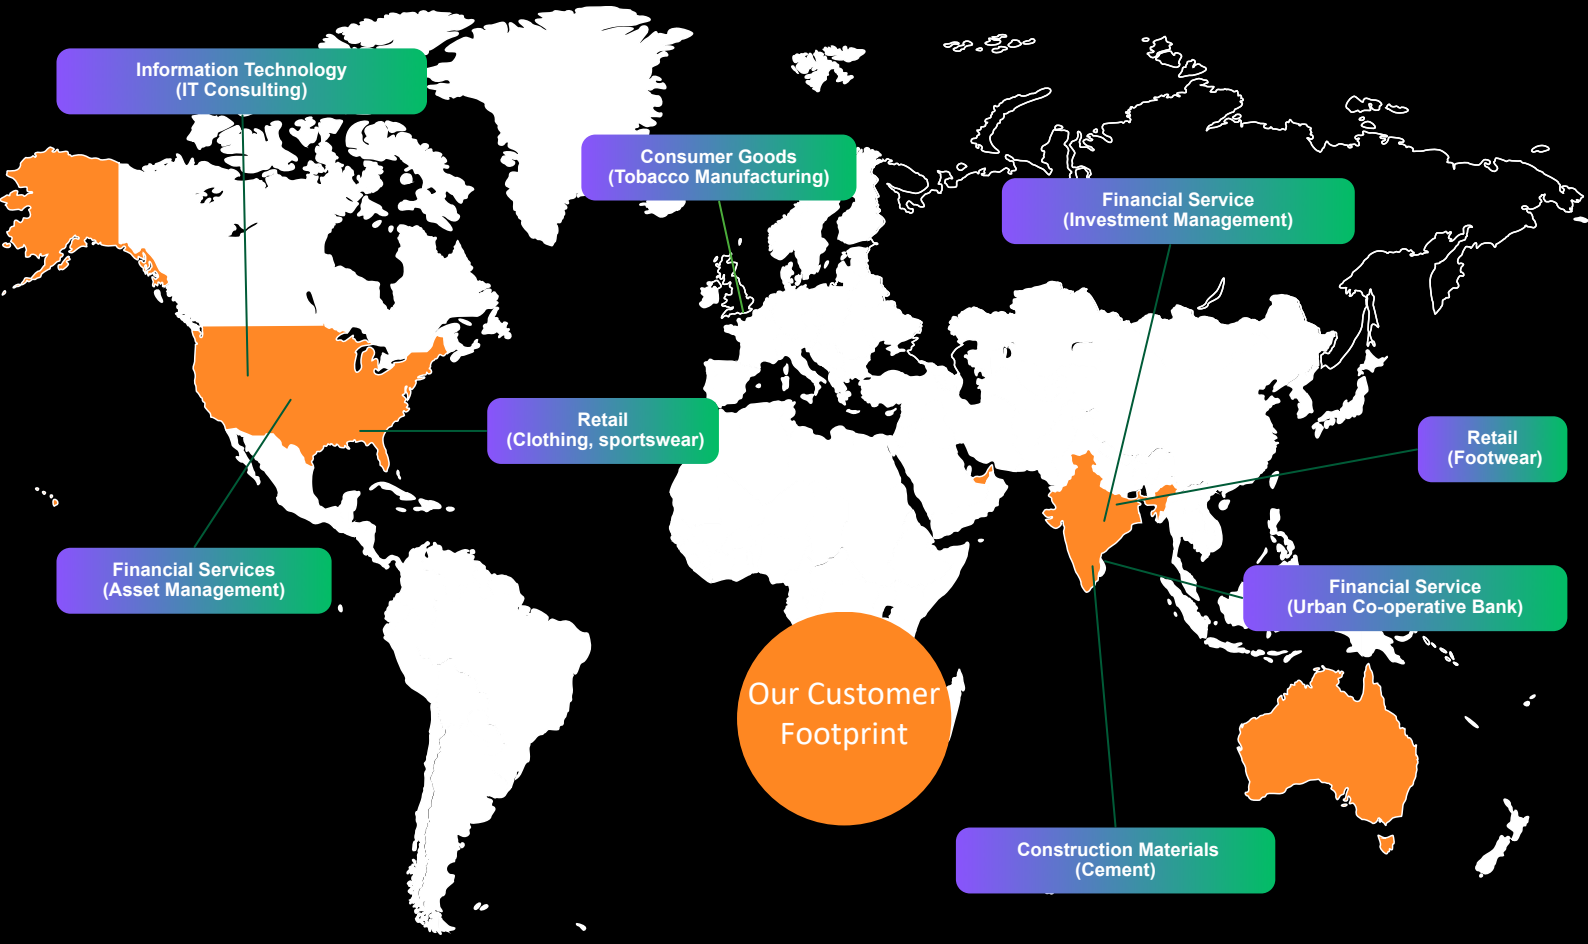 Information Technology
(IT Consulting)
Consumer Goods
(Tobacco Manufacturing)
Financial Service
(Investment Management)
Retail
(Clothing, sportswear)
Retail
(Footwear)
Financial Services
(Asset Management)
Financial Service
(Urban Co-operative Bank)
Our Customer
Footprint
Construction Materials
(Cement)